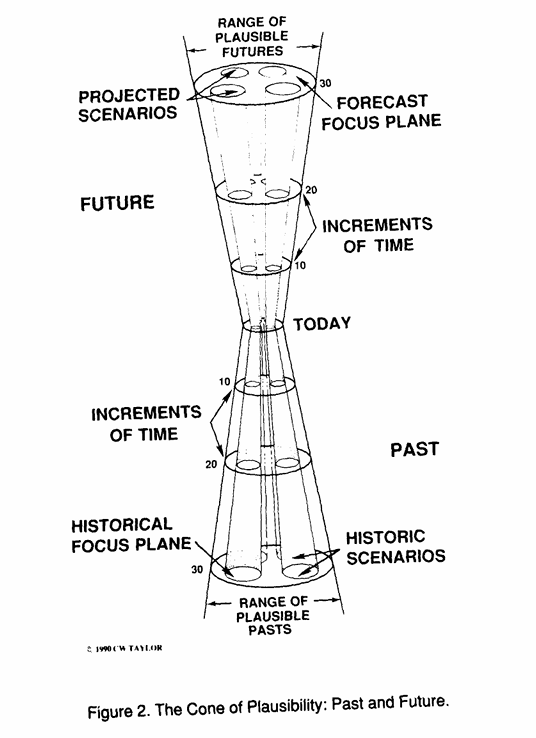 RANGE OF
PLAUSIBLE
FUTURES
PROJECTED
SCENARIOS
30
FORECAST
FOCUS PLANE
FUTURE
20
INCREMENTS
OF TIME
10
TODAY
10
INCREMENTS
OF TIME
PAST
20
HISTORICAL
FOCUS PLANE
HISTORIC
SCENARIOS
30
RANGE OF
PLAUSIBLE
PASTS
© 1990 CW TAYLOR
Figure 2. The Cone of Plausibility: Past and Future.